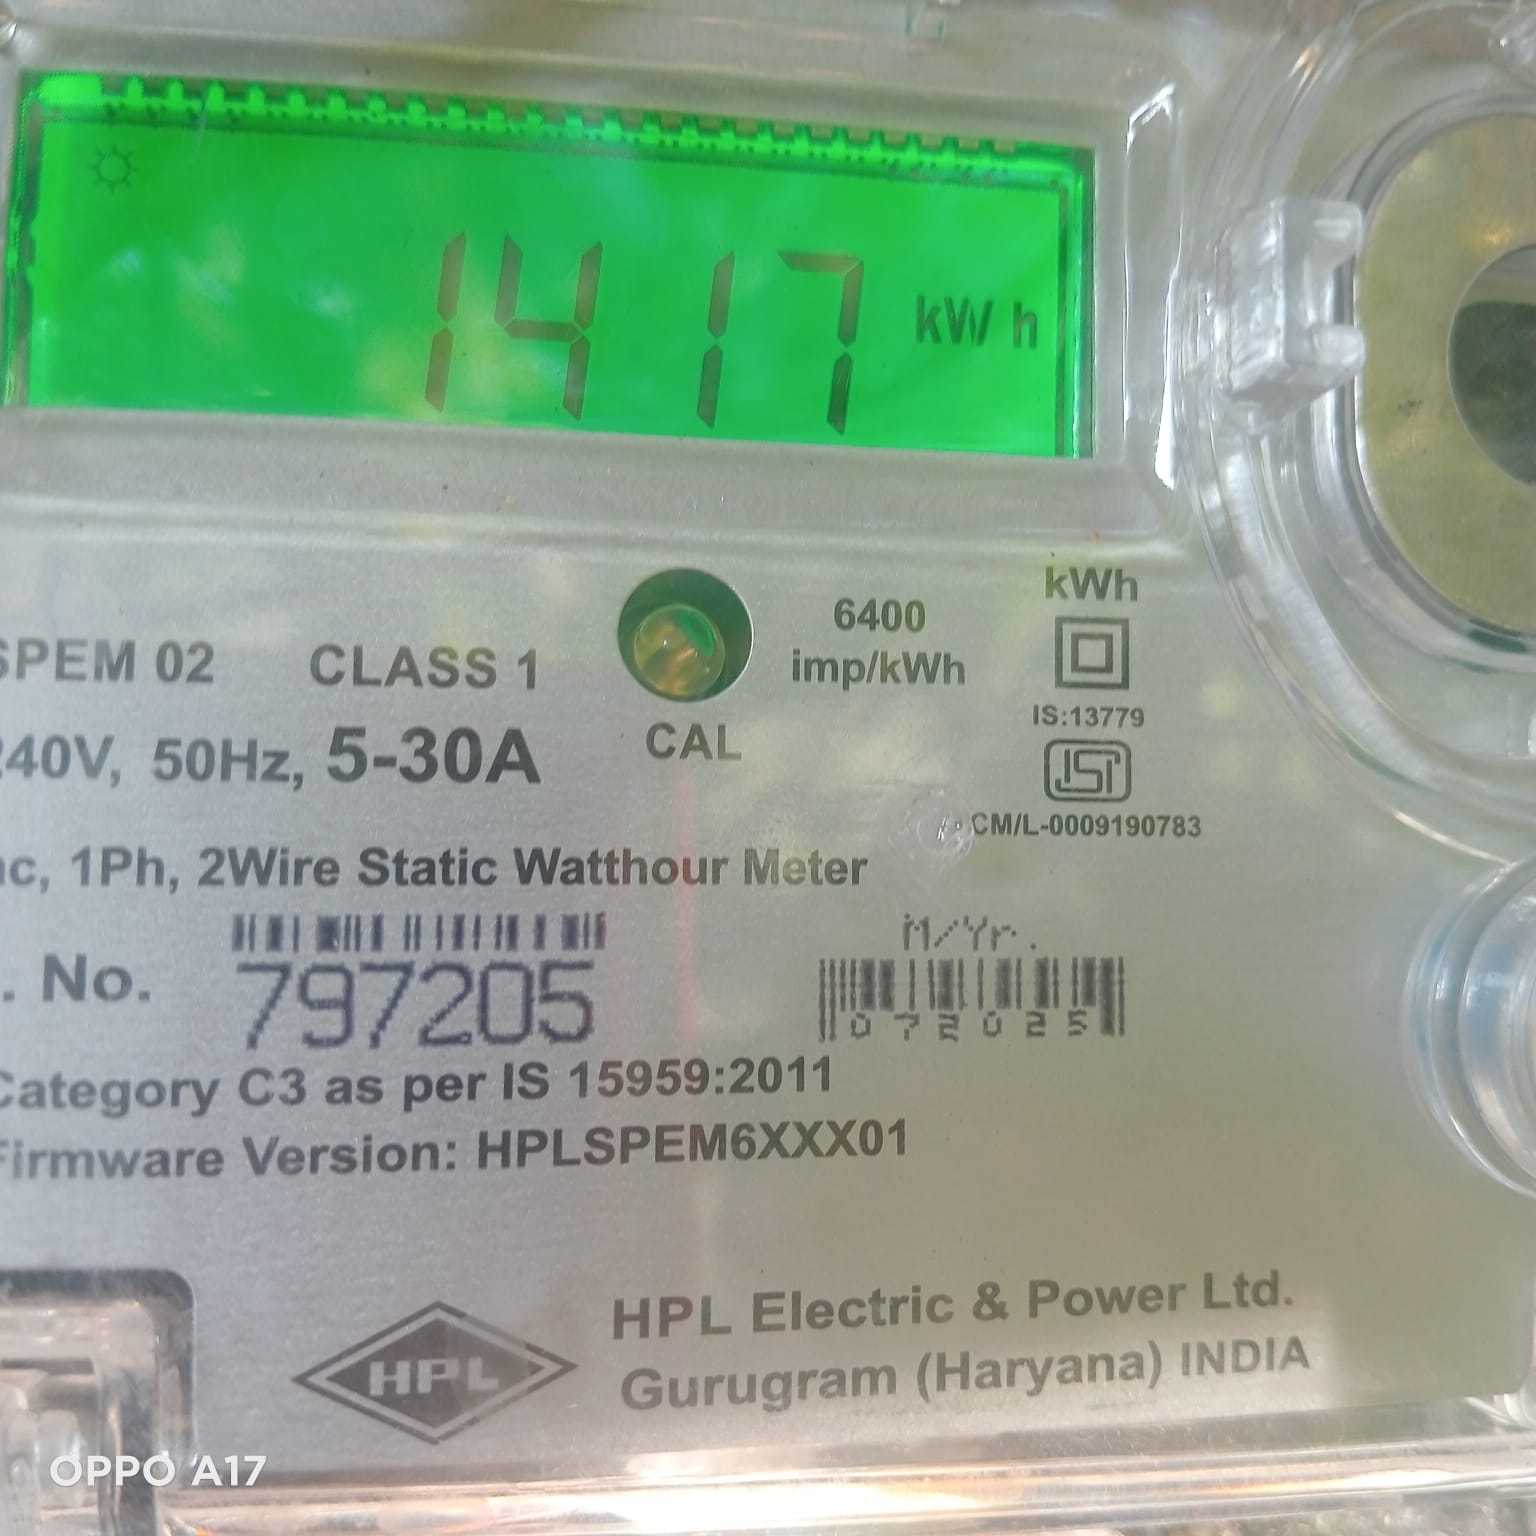 1417 kWh
kWh
6400
imp/kWh
SPEM 02 CLASS 1
IS:13779
CAL
240V, 50Hz, 5-30A
ISI
CM/L-0009190783
ac, 1Ph, 2Wire Static Watthour Meter
M/Yr.
. No. 797205
072025
Category C3 as per IS 15959:2011
Firmware Version: HPLSPEM6XXX01
HPL
HPL Electric & Power Ltd.
Gurugram (Haryana) INDIA
OPPO A17